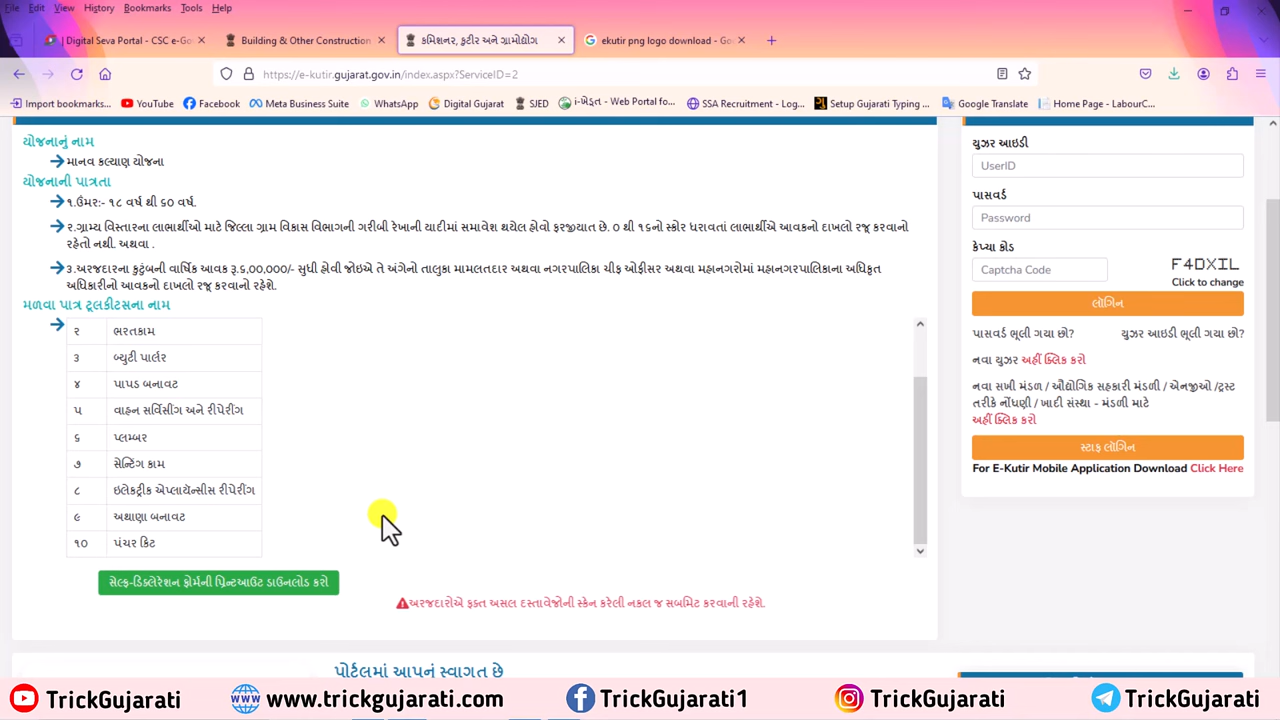 File Edit View History Bookmarks Tools Help
| Digital Seva Portal - CSC e-Go
Building & Other Construction
કમિશનર, કુટીર અને ગ્રામોદ્યોગ
ekutir png logo download - Goo
https://e-kutir.gujarat.gov.in/index.aspx?ServiceID=2
Import bookmarks... YouTube Facebook Meta Business Suite WhatsApp Digital Gujarat SJED i-ખેડૂત - Web Portal fo... SSA Recruitment - Log... Setup Gujarati Typing ... Google Translate Home Page - LabourC...
યોજનાનું નામ
માનવ કલ્યાણ યોજના
યોજનાની પાત્રતા
૧.ઉંમર:- ૧૮ વર્ષ થી ૬૦ વર્ષ.
૨.ગ્રામ્ય વિસ્તારના લાભાર્થીઓ માટે જિલ્લા ગ્રામ વિકાસ વિભાગની ગરીબી રેખાની યાદીમાં સમાવેશ થયેલ હોવો ફરજીયાત છે. ૦ થી ૧૬નો સ્કોર ધરાવતાં લાભાર્થીએ આવકનો દાખલો રજૂ કરવાનો
રહેતો નથી. અથવા .
૩.અરજદારના કુટુંબની વાર્ષિક આવક રૂ.૬,૦૦,૦૦૦/- સુધી હોવી જોઇએ તે અંગેનો તાલુકા મામલતદાર અથવા નગરપાલિકા ચીફ ઓફીસર અથવા મહાનગરોમાં મહાનગરપાલિકાના અધિકૃત
અધિકારીનો આવકનો દાખલો રજૂ કરવાનો રહેશે.
મળવા પાત્ર ટૂલકીટસના નામ
૨ ભરતકામ
૩ બ્યુટી પાર્લર
૪ પાપડ બનાવટ
૫ વાહન સર્વિસીંગ અને રીપેરીંગ
૬ પ્લમ્બર
૭ સેન્ટિંગ કામ
૮ ઇલેકટ્રીક એપ્લાયૅન્સીસ રીપેરીંગ
૯ અથાણા બનાવટ
૧૦ પંચર કિટ
સેલ્ફ-ડિક્લેરેશન ફોર્મની પ્રિન્ટઆઉટ ડાઉનલોડ કરો
અરજદારોએ ફક્ત અસલ દસ્તાવેજોની સ્કેન કરેલી નકલ જ સબમિટ કરવાની રહેશે.
પોર્ટલમાં આપનું સ્વાગત છે
યુઝર આઇડી
UserID
પાસવર્ડ
Password
કેપ્ચા કોડ
Captcha Code
F4DXIL
Click to change
લૉગિન
પાસવર્ડ ભૂલી ગયા છો? યુઝર આઇડી ભૂલી ગયા છો?
નવા યુઝર અહીં ક્લિક કરો
નવા સખી મંડળ / ઔદ્યોગિક સહકારી મંડળી / એનજીઓ /ટ્રસ્ટ
તરીકે નોંધણી / ખાદી સંસ્થા - મંડળી માટે
અહીં ક્લિક કરો
સ્ટાફ લૉગિન
For E-Kutir Mobile Application Download Click Here
TrickGujarati www.trickgujarati.com TrickGujarati1 TrickGujarati TrickGujarati